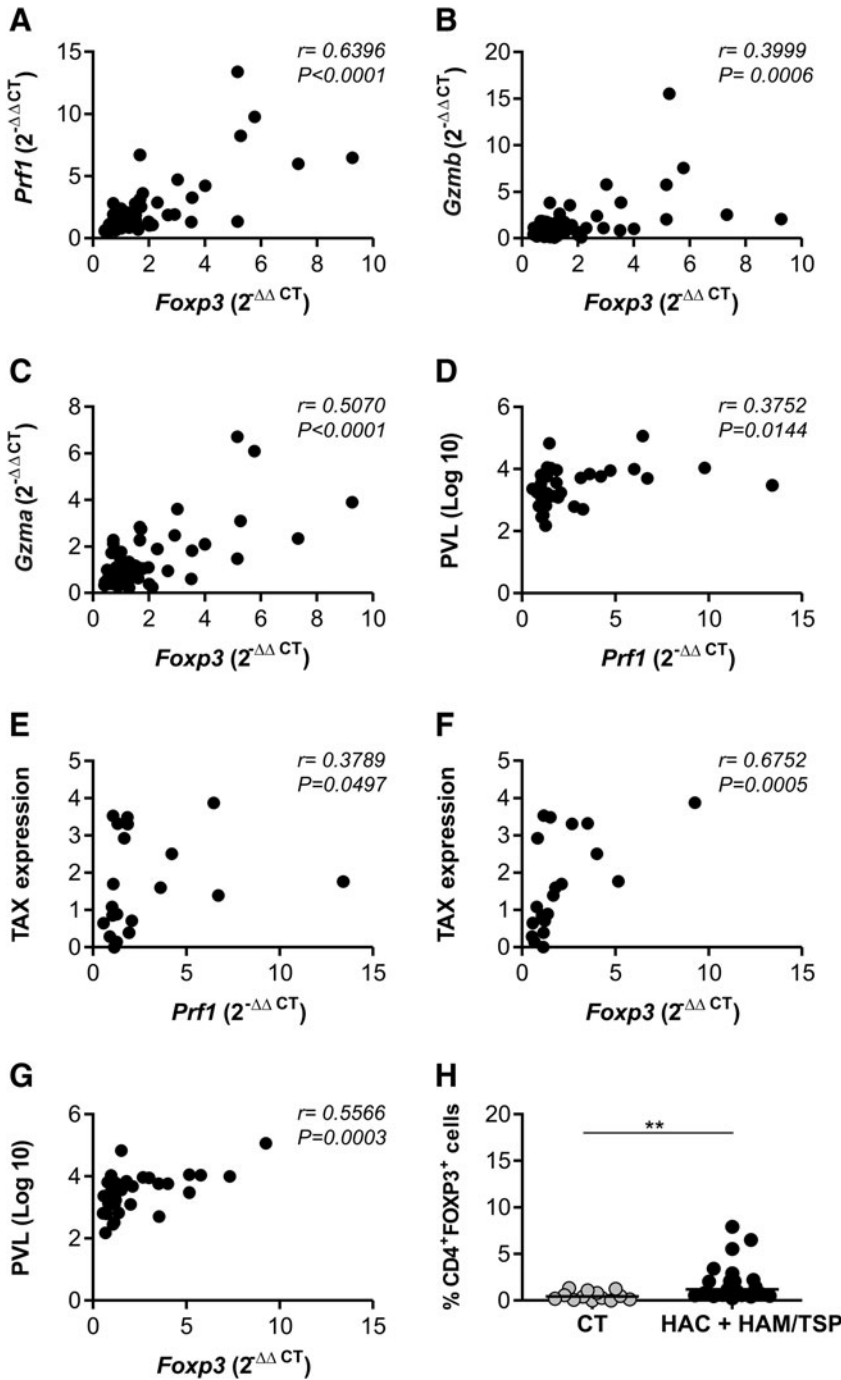 A
r= 0.6396
P<0.0001
Prf1 (2^-ΔΔCT)
15
10
5
0
0 2 4 6 8 10
Foxp3 (2^-ΔΔ CT)
B
r= 0.3999
P= 0.0006
Gzmb (2^-ΔΔCT)
20
15
10
5
0
0 2 4 6 8 10
Foxp3 (2^-ΔΔ CT)
C
r= 0.5070
P<0.0001
Gzma (2^-ΔΔCT)
8
6
4
2
0
0 2 4 6 8 10
Foxp3 (2^-ΔΔ CT)
D
r= 0.3752
P=0.0144
PVL (Log 10)
6
4
2
0
0 5 10 15
Prf1 (2^-ΔΔ CT)
E
r= 0.3789
P=0.0497
TAX expression
5
4
3
2
1
0
0 5 10 15
Prf1 (2^-ΔΔ CT)
F
r= 0.6752
P=0.0005
TAX expression
5
4
3
2
1
0
0 5 10 15
Foxp3 (2^-ΔΔ CT)
G
r= 0.5566
P=0.0003
PVL (Log 10)
6
4
2
0
0 2 4 6 8 10
Foxp3 (2^-ΔΔ CT)
H
**
% CD4⁺FOXP3⁺ cells
20
15
10
5
0
CT HAC + HAM/TSP